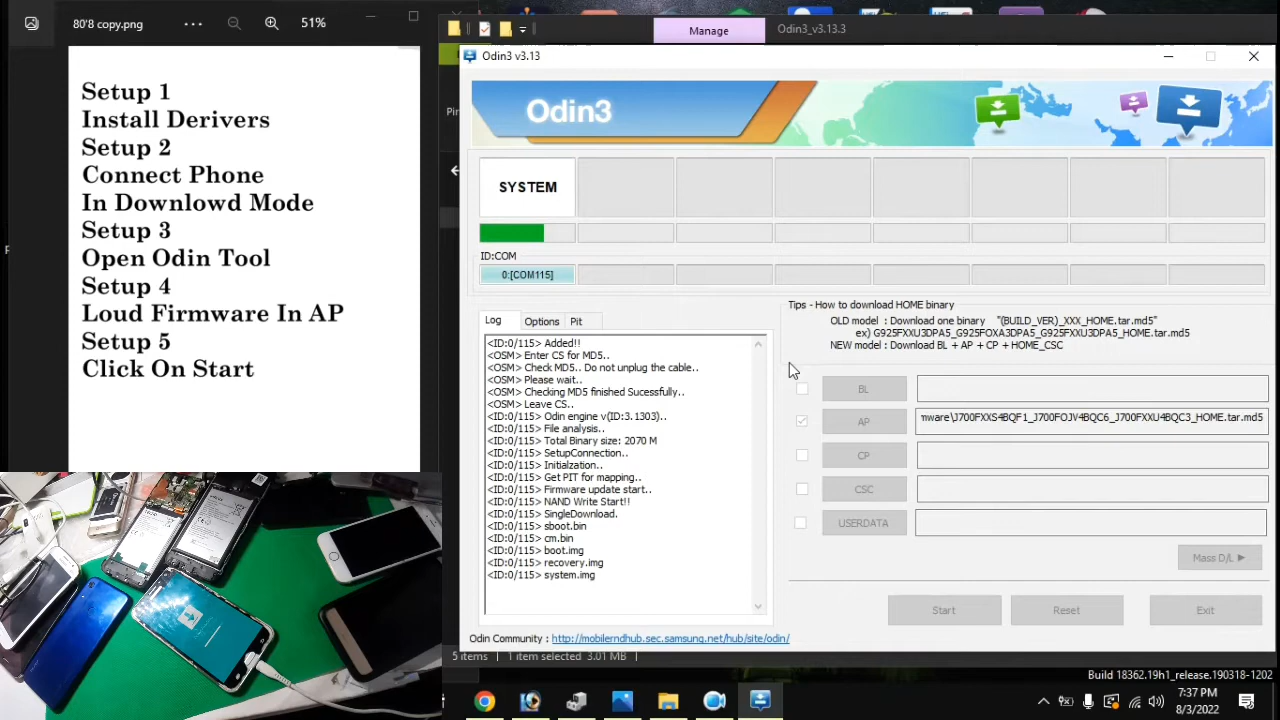 80'8 copy.png
51%
Manage
Odin3_v3.13.3
Setup 1
Install Derivers
Setup 2
Connect Phone
In Downlowd Mode
Setup 3
Open Odin Tool
Setup 4
Loud Firmware In AP
Setup 5
Click On Start
Odin3 v3.13
Odin3
SYSTEM
ID:COM
0:[COM115]
Log
Options
Pit
<ID:0/115> Added!!
<OSM> Enter CS for MD5..
<OSM> Check MD5.. Do not unplug the cable..
<OSM> Please wait..
<OSM> Checking MD5 finished Sucessfully..
<OSM> Leave CS..
<ID:0/115> Odin engine v(ID:3.1303)..
<ID:0/115> File analysis..
<ID:0/115> Total Binary size: 2070 M
<ID:0/115> SetupConnection..
<ID:0/115> Initialzation..
<ID:0/115> Get PIT for mapping..
<ID:0/115> Firmware update start..
<ID:0/115> NAND Write Start!!
<ID:0/115> SingleDownload.
<ID:0/115> sboot.bin
<ID:0/115> cm.bin
<ID:0/115> boot.img
<ID:0/115> recovery.img
<ID:0/115> system.img
Tips - How to download HOME binary
OLD model : Download one binary "(BUILD_VER)_XXX_HOME.tar.md5"
ex) G925FXXU3DPA5_G925FOXA3DPA5_G925FXXU3DPA5_HOME.tar.md5
NEW model : Download BL + AP + CP + HOME_CSC
BL
AP
mware\J700FXXS4BQF1_J700FOJV4BQC6_J700FXXU4BQC3_HOME.tar.md5
CP
CSC
USERDATA
Mass D/L
Start
Reset
Exit
Odin Community : http://mobilerndhub.sec.samsung.net/hub/site/odin/
5 items
1 item selected 3.01 MB
Build 18362.19h1_release.190318-1202
7:37 PM
8/3/2022